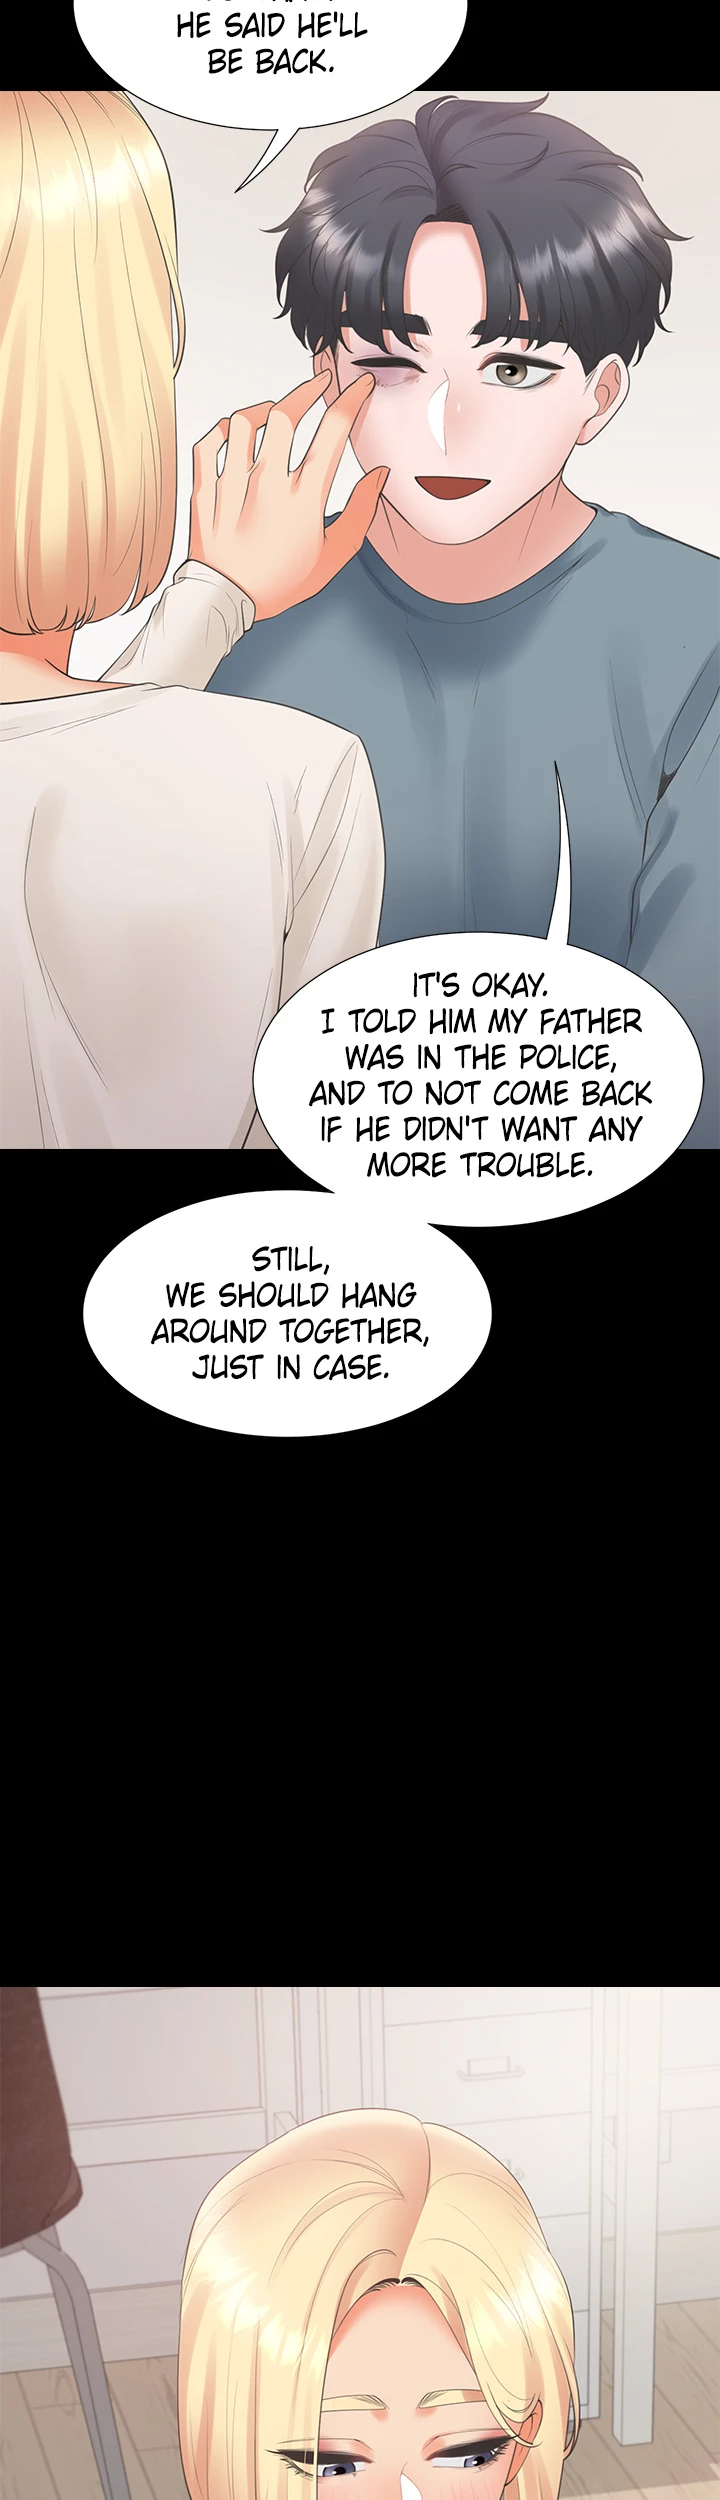 HE SAID HE'LL
BE BACK.
IT'S OKAY.
I TOLD HIM MY FATHER
WAS IN THE POLICE,
AND TO NOT COME BACK
IF HE DIDN'T WANT ANY
MORE TROUBLE.
STILL,
WE SHOULD HANG
AROUND TOGETHER,
JUST IN CASE.